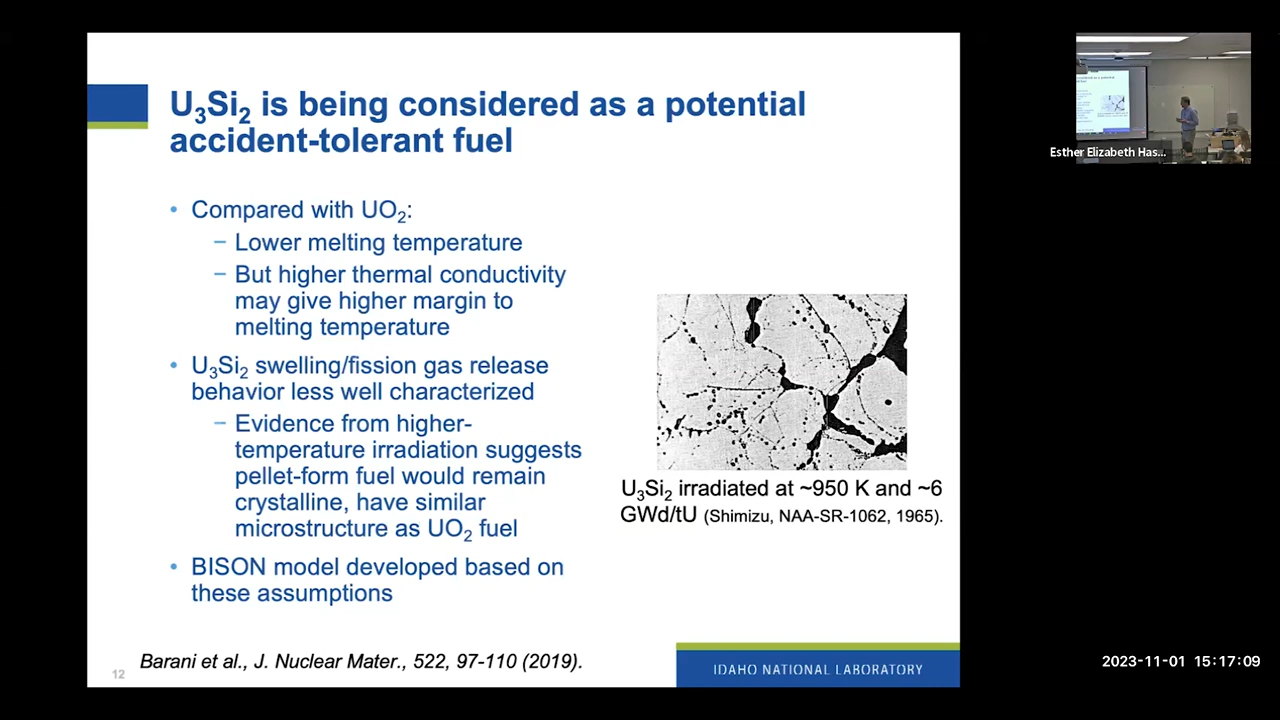 U₃Si₂ is being considered as a potential
accident-tolerant fuel
• Compared with UO₂:
– Lower melting temperature
– But higher thermal conductivity
may give higher margin to
melting temperature
• U₃Si₂ swelling/fission gas release
behavior less well characterized
– Evidence from higher-
temperature irradiation suggests
pellet-form fuel would remain
crystalline, have similar
microstructure as UO₂ fuel
• BISON model developed based on
these assumptions
U₃Si₂ irradiated at ~950 K and ~6
GWd/tU (Shimizu, NAA-SR-1062, 1965).
Barani et al., J. Nuclear Mater., 522, 97-110 (2019).
12
IDAHO NATIONAL LABORATORY
Esther Elizabeth Has...
2023-11-01 15:17:09